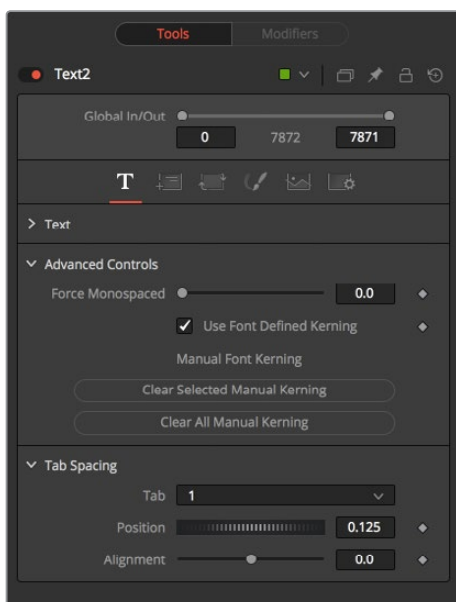 Tools Modifiers
Text2
Global In/Out
0 7872 7871
T
Text
Advanced Controls
Force Monospaced 0.0
Use Font Defined Kerning
Manual Font Kerning
Clear Selected Manual Kerning
Clear All Manual Kerning
Tab Spacing
Tab 1
Position 0.125
Alignment 0.0